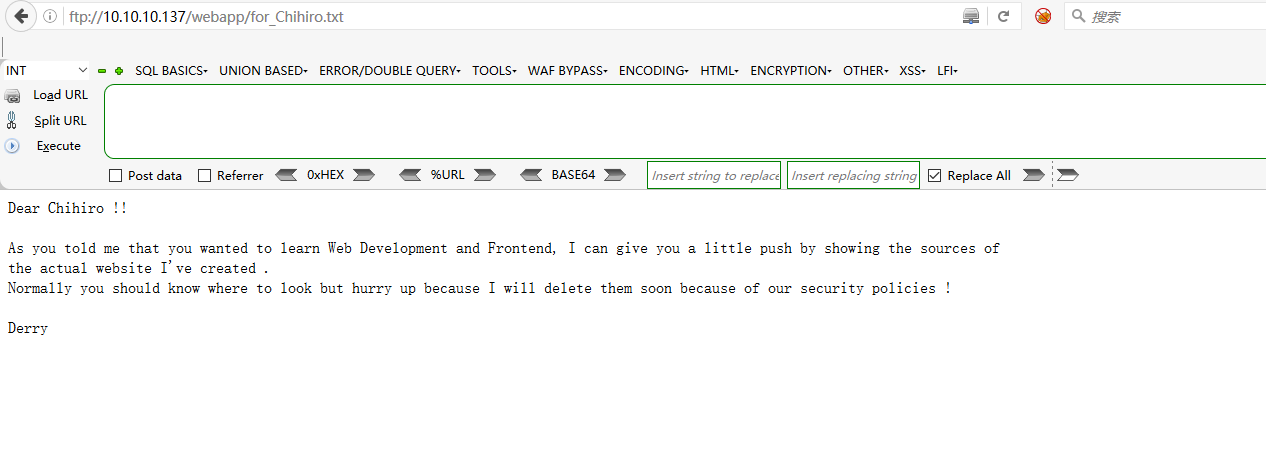 ftp://10.10.10.137/webapp/for_Chihiro.txt
搜索
INT SQL BASICS UNION BASED ERROR/DOUBLE QUERY TOOLS WAF BYPASS ENCODING HTML ENCRYPTION OTHER XSS LFI
Load URL
Split URL
Execute
Post data Referrer 0xHEX %URL BASE64 Insert string to replace Insert replacing string Replace All
Dear Chihiro !!
As you told me that you wanted to learn Web Development and Frontend, I can give you a little push by showing the sources of
the actual website I've created .
Normally you should know where to look but hurry up because I will delete them soon because of our security policies !
Derry